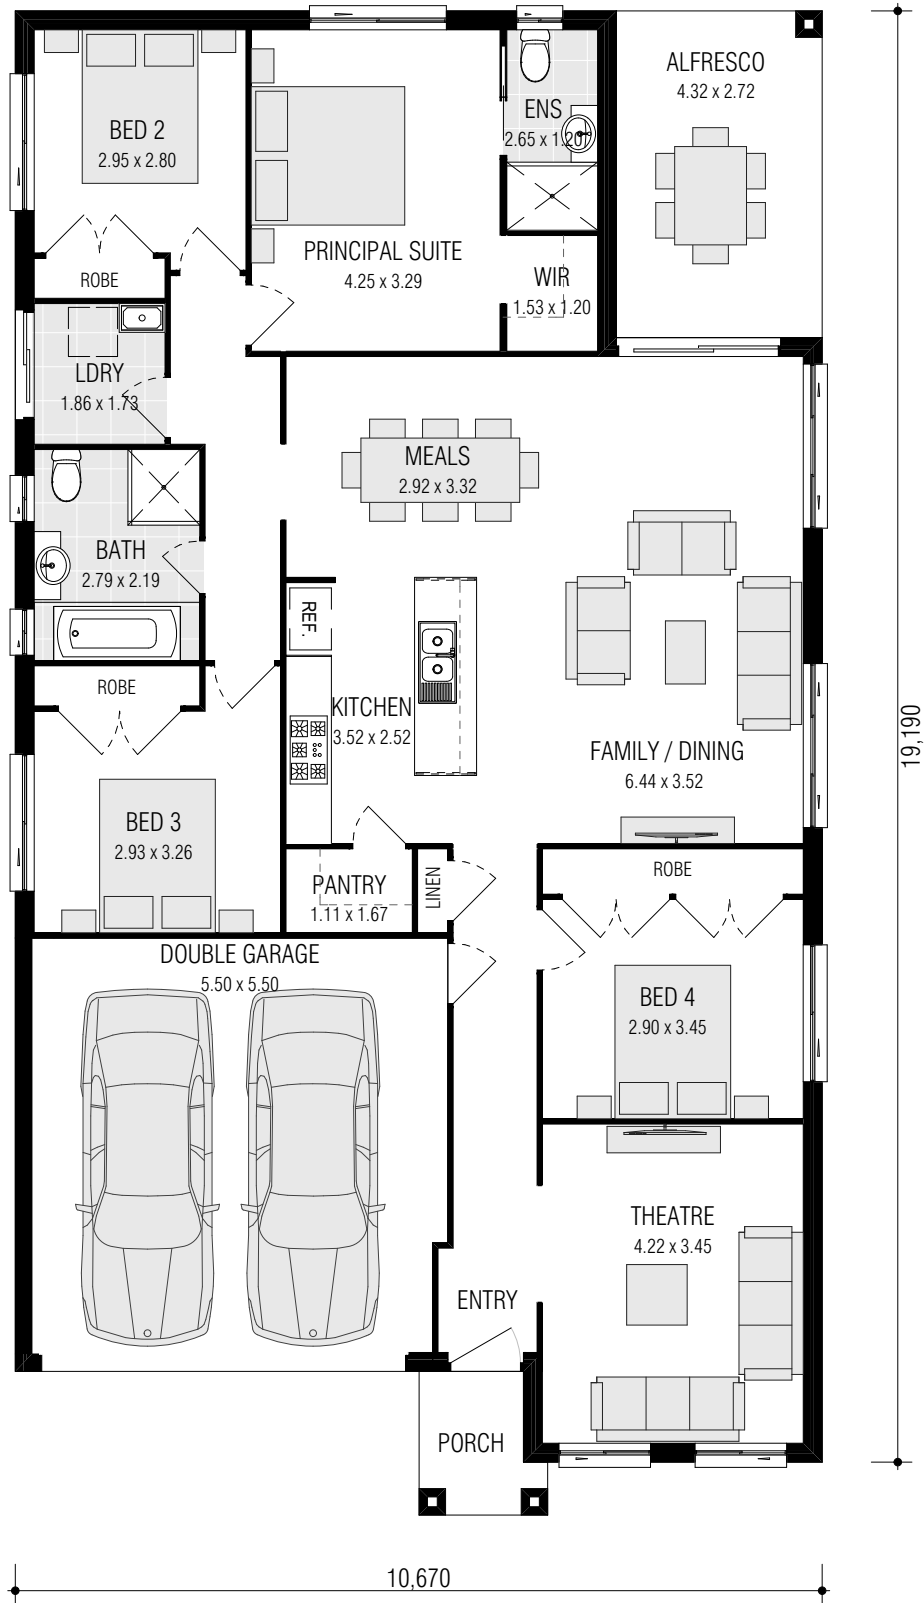 ALFRESCO
4.32 x 2.72
BED 2
2.95 x 2.80
ENS
2.65 x 1.20
PRINCIPAL SUITE
4.25 x 3.29
WIR
1.53 x 1.20
ROBE
LDRY
1.86 x 1.73
MEALS
2.92 x 3.32
BATH
2.79 x 2.19
REF.
ROBE
KITCHEN
3.52 x 2.52
FAMILY / DINING
6.44 x 3.52
19,190
BED 3
2.93 x 3.26
PANTRY
1.11 x 1.67
LINEN
ROBE
DOUBLE GARAGE
5.50 x 5.50
BED 4
2.90 x 3.45
THEATRE
4.22 x 3.45
ENTRY
PORCH
10,670